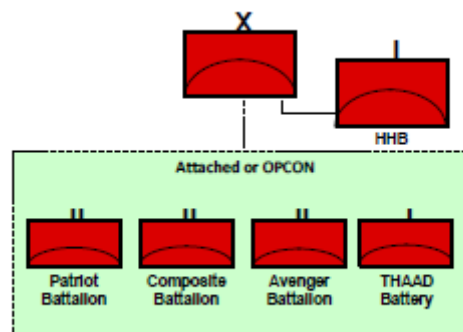 X
I
HHB
Attached or OPCON
II II II I
Patriot Battalion
Composite Battalion
Avenger Battalion
THAAD Battery